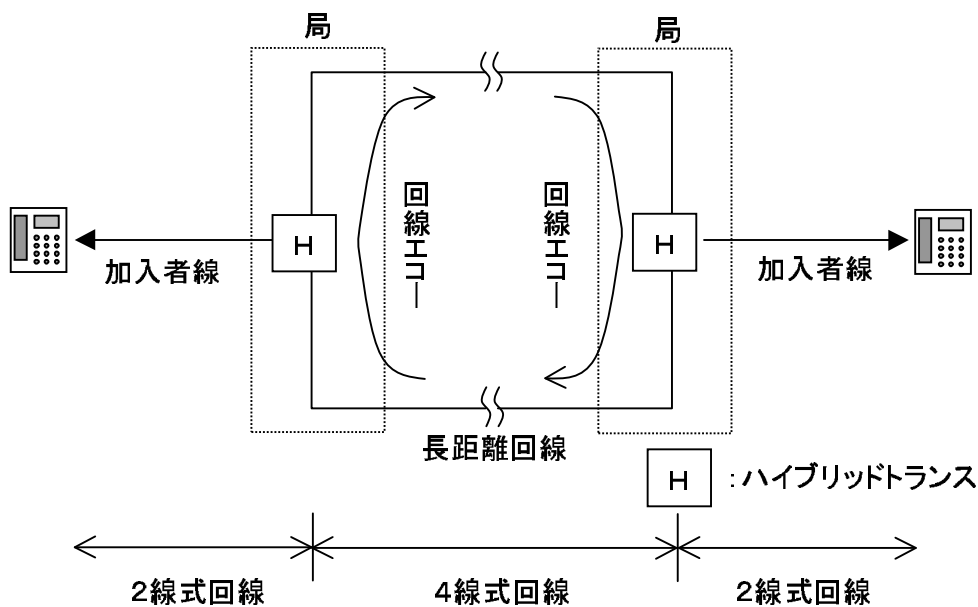 局
局
回線エコー
回線エコー
H
H
加入者線
加入者線
長距離回線
H
:ハイブリッドトランス
2線式回線
4線式回線
2線式回線